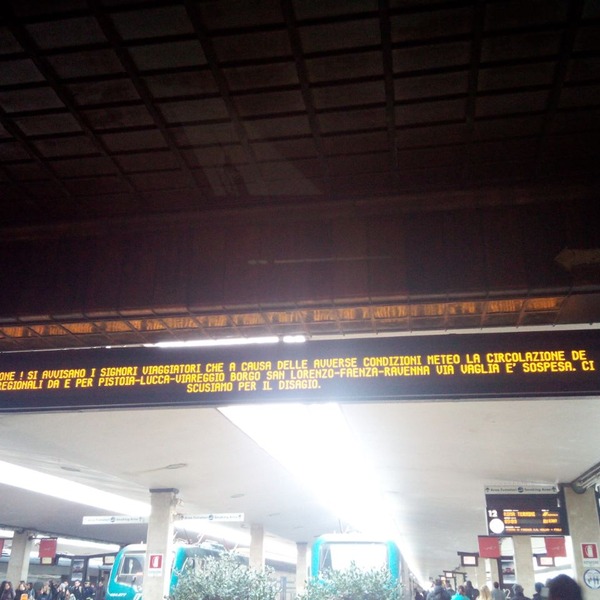 ONE ! SI AVVISANO I SIGNORI VIAGGIATORI CHE A CAUSA DELLE AVVERSE CONDIZIONI METEO LA CIRCOLAZIONE DE
REGIONALI DA E PER PISTOIA-LUCCA-VIAREGGIO BORGO SAN LORENZO-FAENZA-RAVENNA VIA VAGLIA E' SOSPESA. CI
SCUSIAMO PER IL DISAGIO.
12